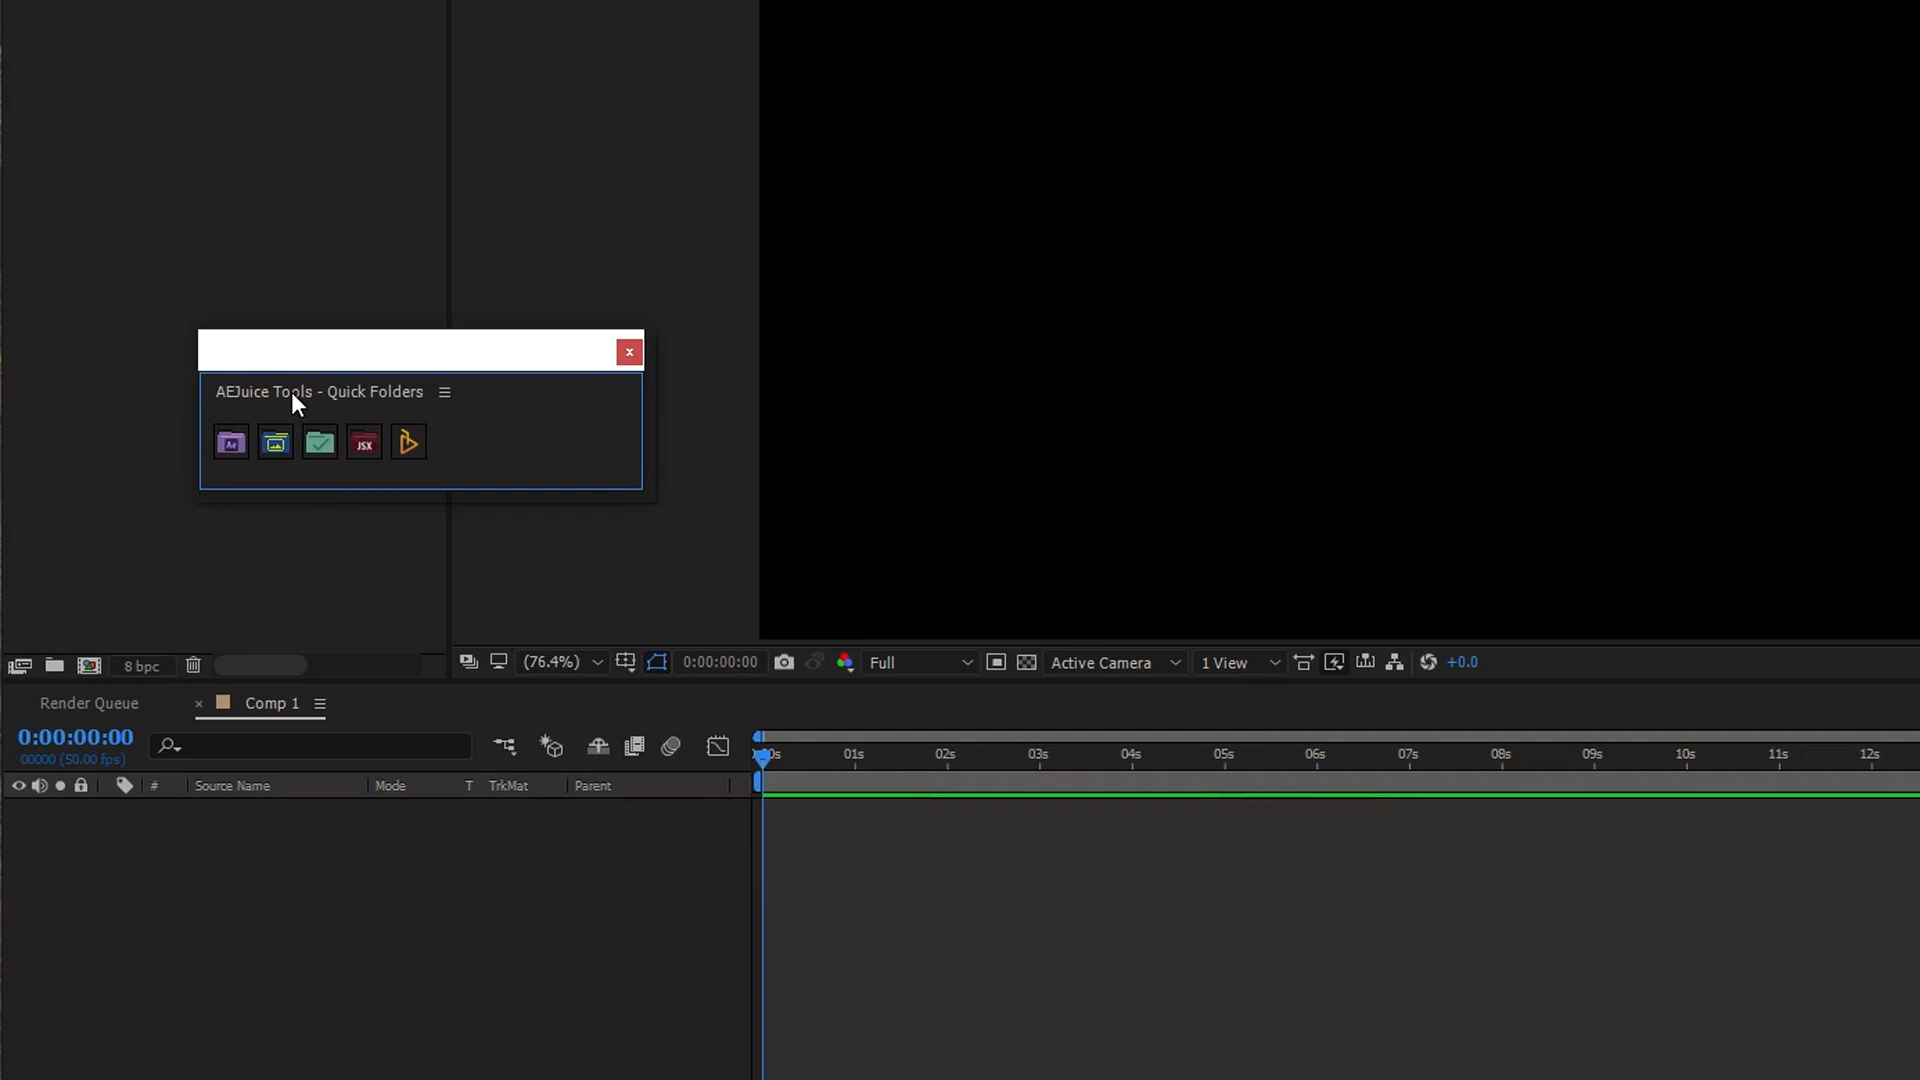 x
AEJuice Tools - Quick Folders
Ae
JSX
8 bpc
(76.4%)
0:00:00:00
Full
Active Camera
1 View
+0.0
Render Queue
× Comp 1
0:00:00:00
00000 (50.00 fps)
00s 01s 02s 03s 04s 05s 06s 07s 08s 09s 10s 11s 12s
# Source Name Mode T TrkMat Parent